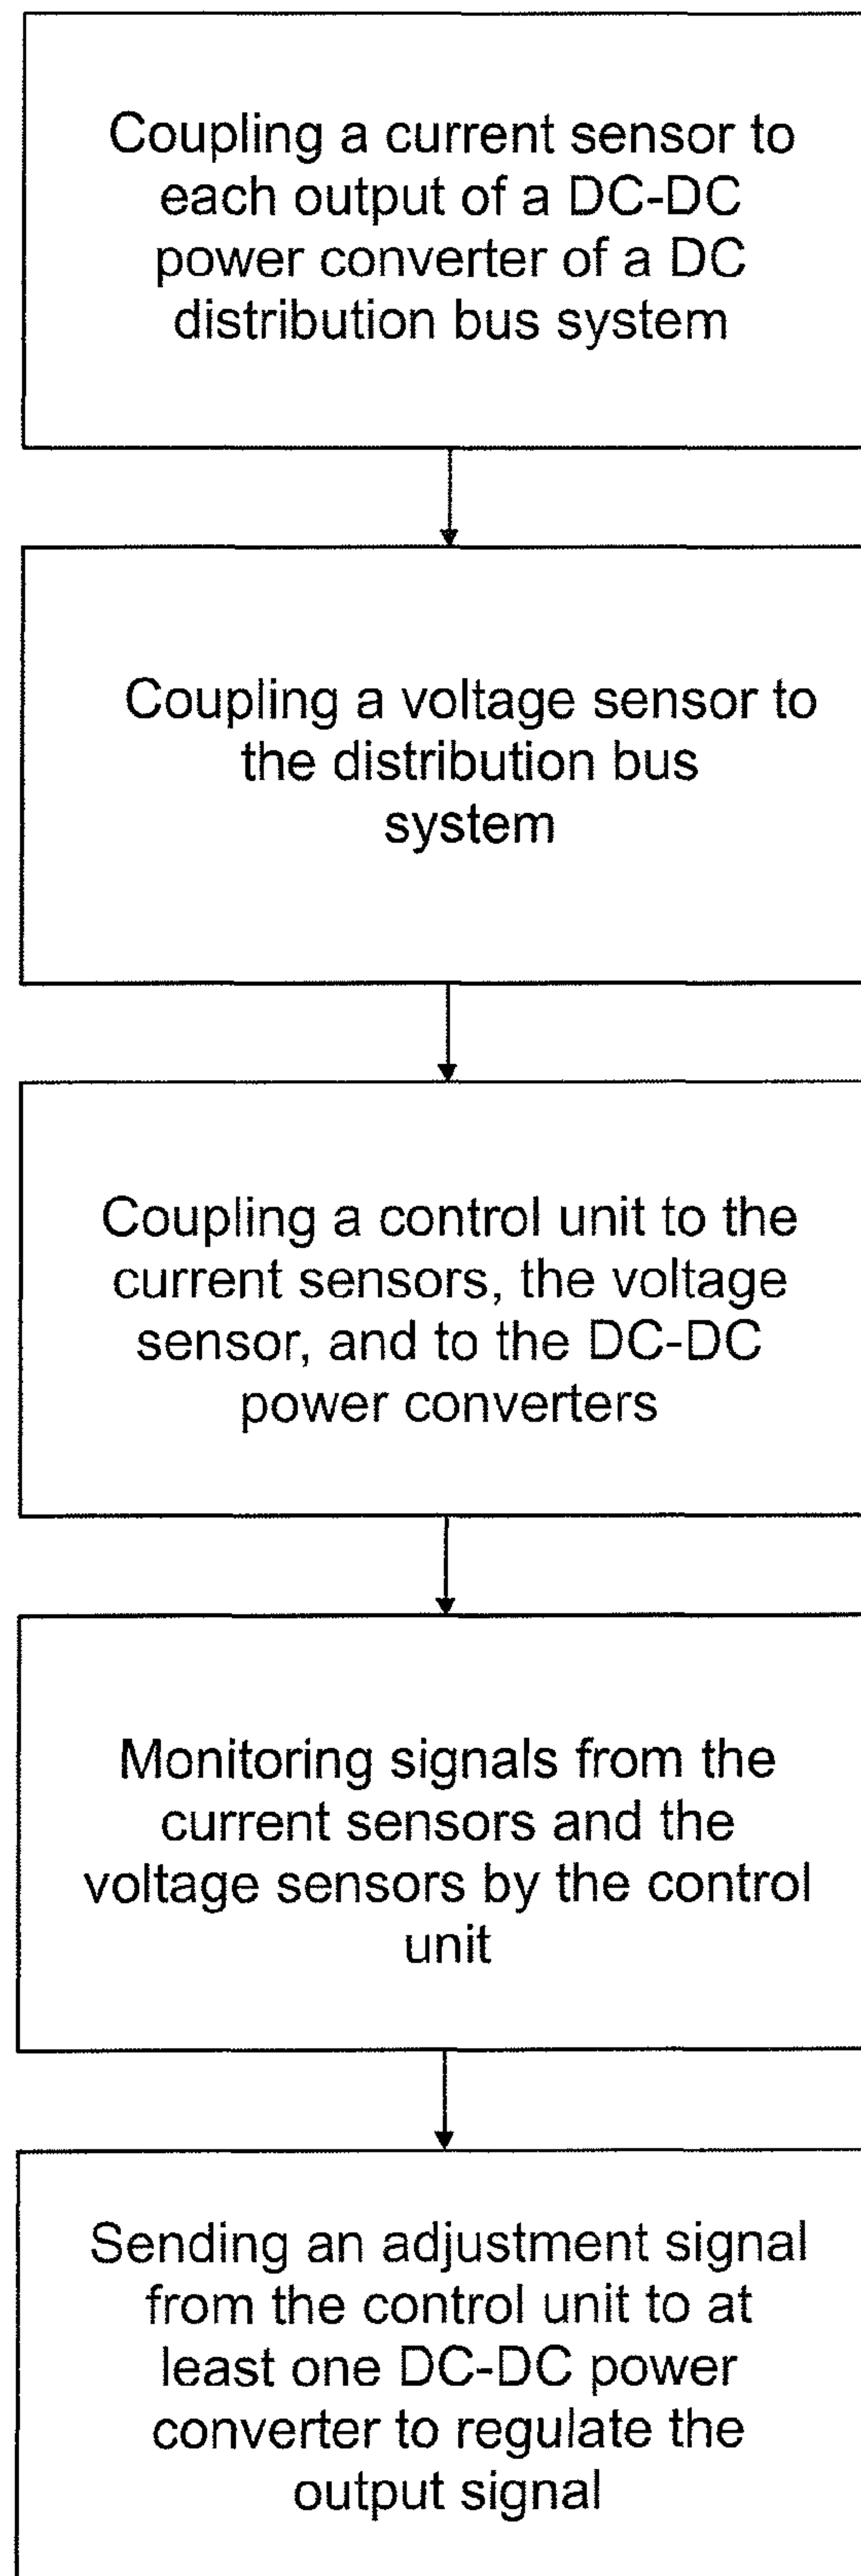 Coupling a current sensor to
each output of a DC-DC
power converter of a DC
distribution bus system
Coupling a voltage sensor to
the distribution bus
system
Coupling a control unit to the
current sensors, the voltage
sensor, and to the DC-DC
power converters
Monitoring signals from the
current sensors and the
voltage sensors by the control
unit
Sending an adjustment signal
from the control unit to at
least one DC-DC power
converter to regulate the
output signal